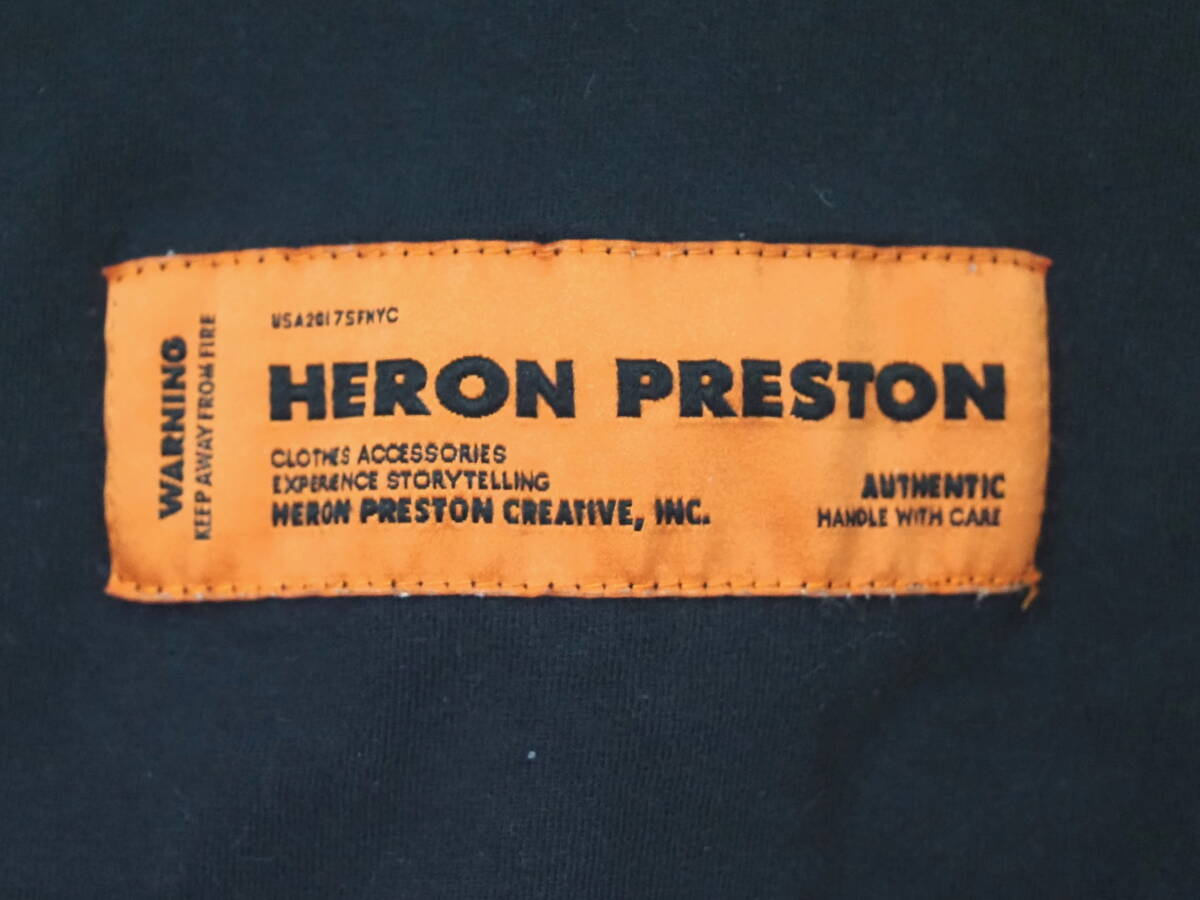 WARNING
KEEP AWAY FROM FIRE
USA2017SFNYC
HERON PRESTON
CLOTHES ACCESSORIES
EXPERIENCE STORYTELLING
HERON PRESTON CREATIVE, INC.
AUTHENTIC
HANDLE WITH CARE